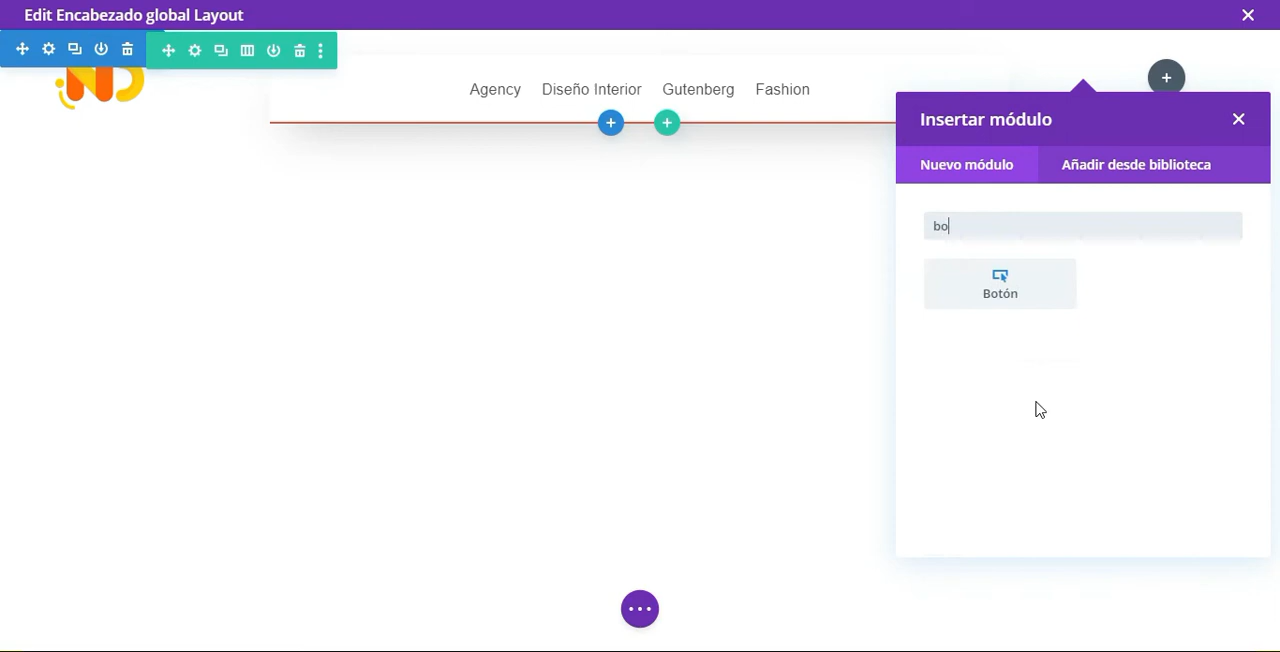 Edit Encabezado global Layout
Agency Diseño Interior Gutenberg Fashion
Insertar módulo
Nuevo módulo Añadir desde biblioteca
bo
Botón